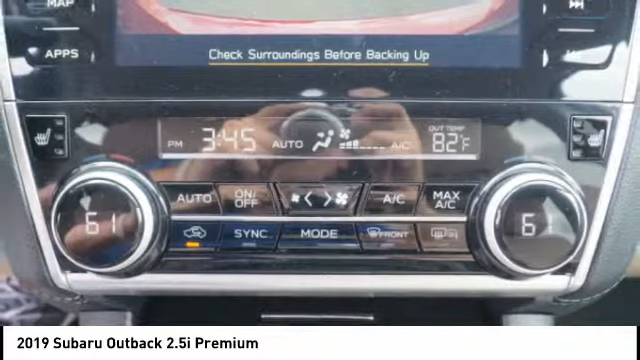 MAP
APPS
Check Surroundings Before Backing Up
PM 3:45 AUTO A/C OUT TEMP 82°F
61
AUTO ON/OFF A/C MAX A/C
SYNC MODE FRONT
61
2019 Subaru Outback 2.5i Premium